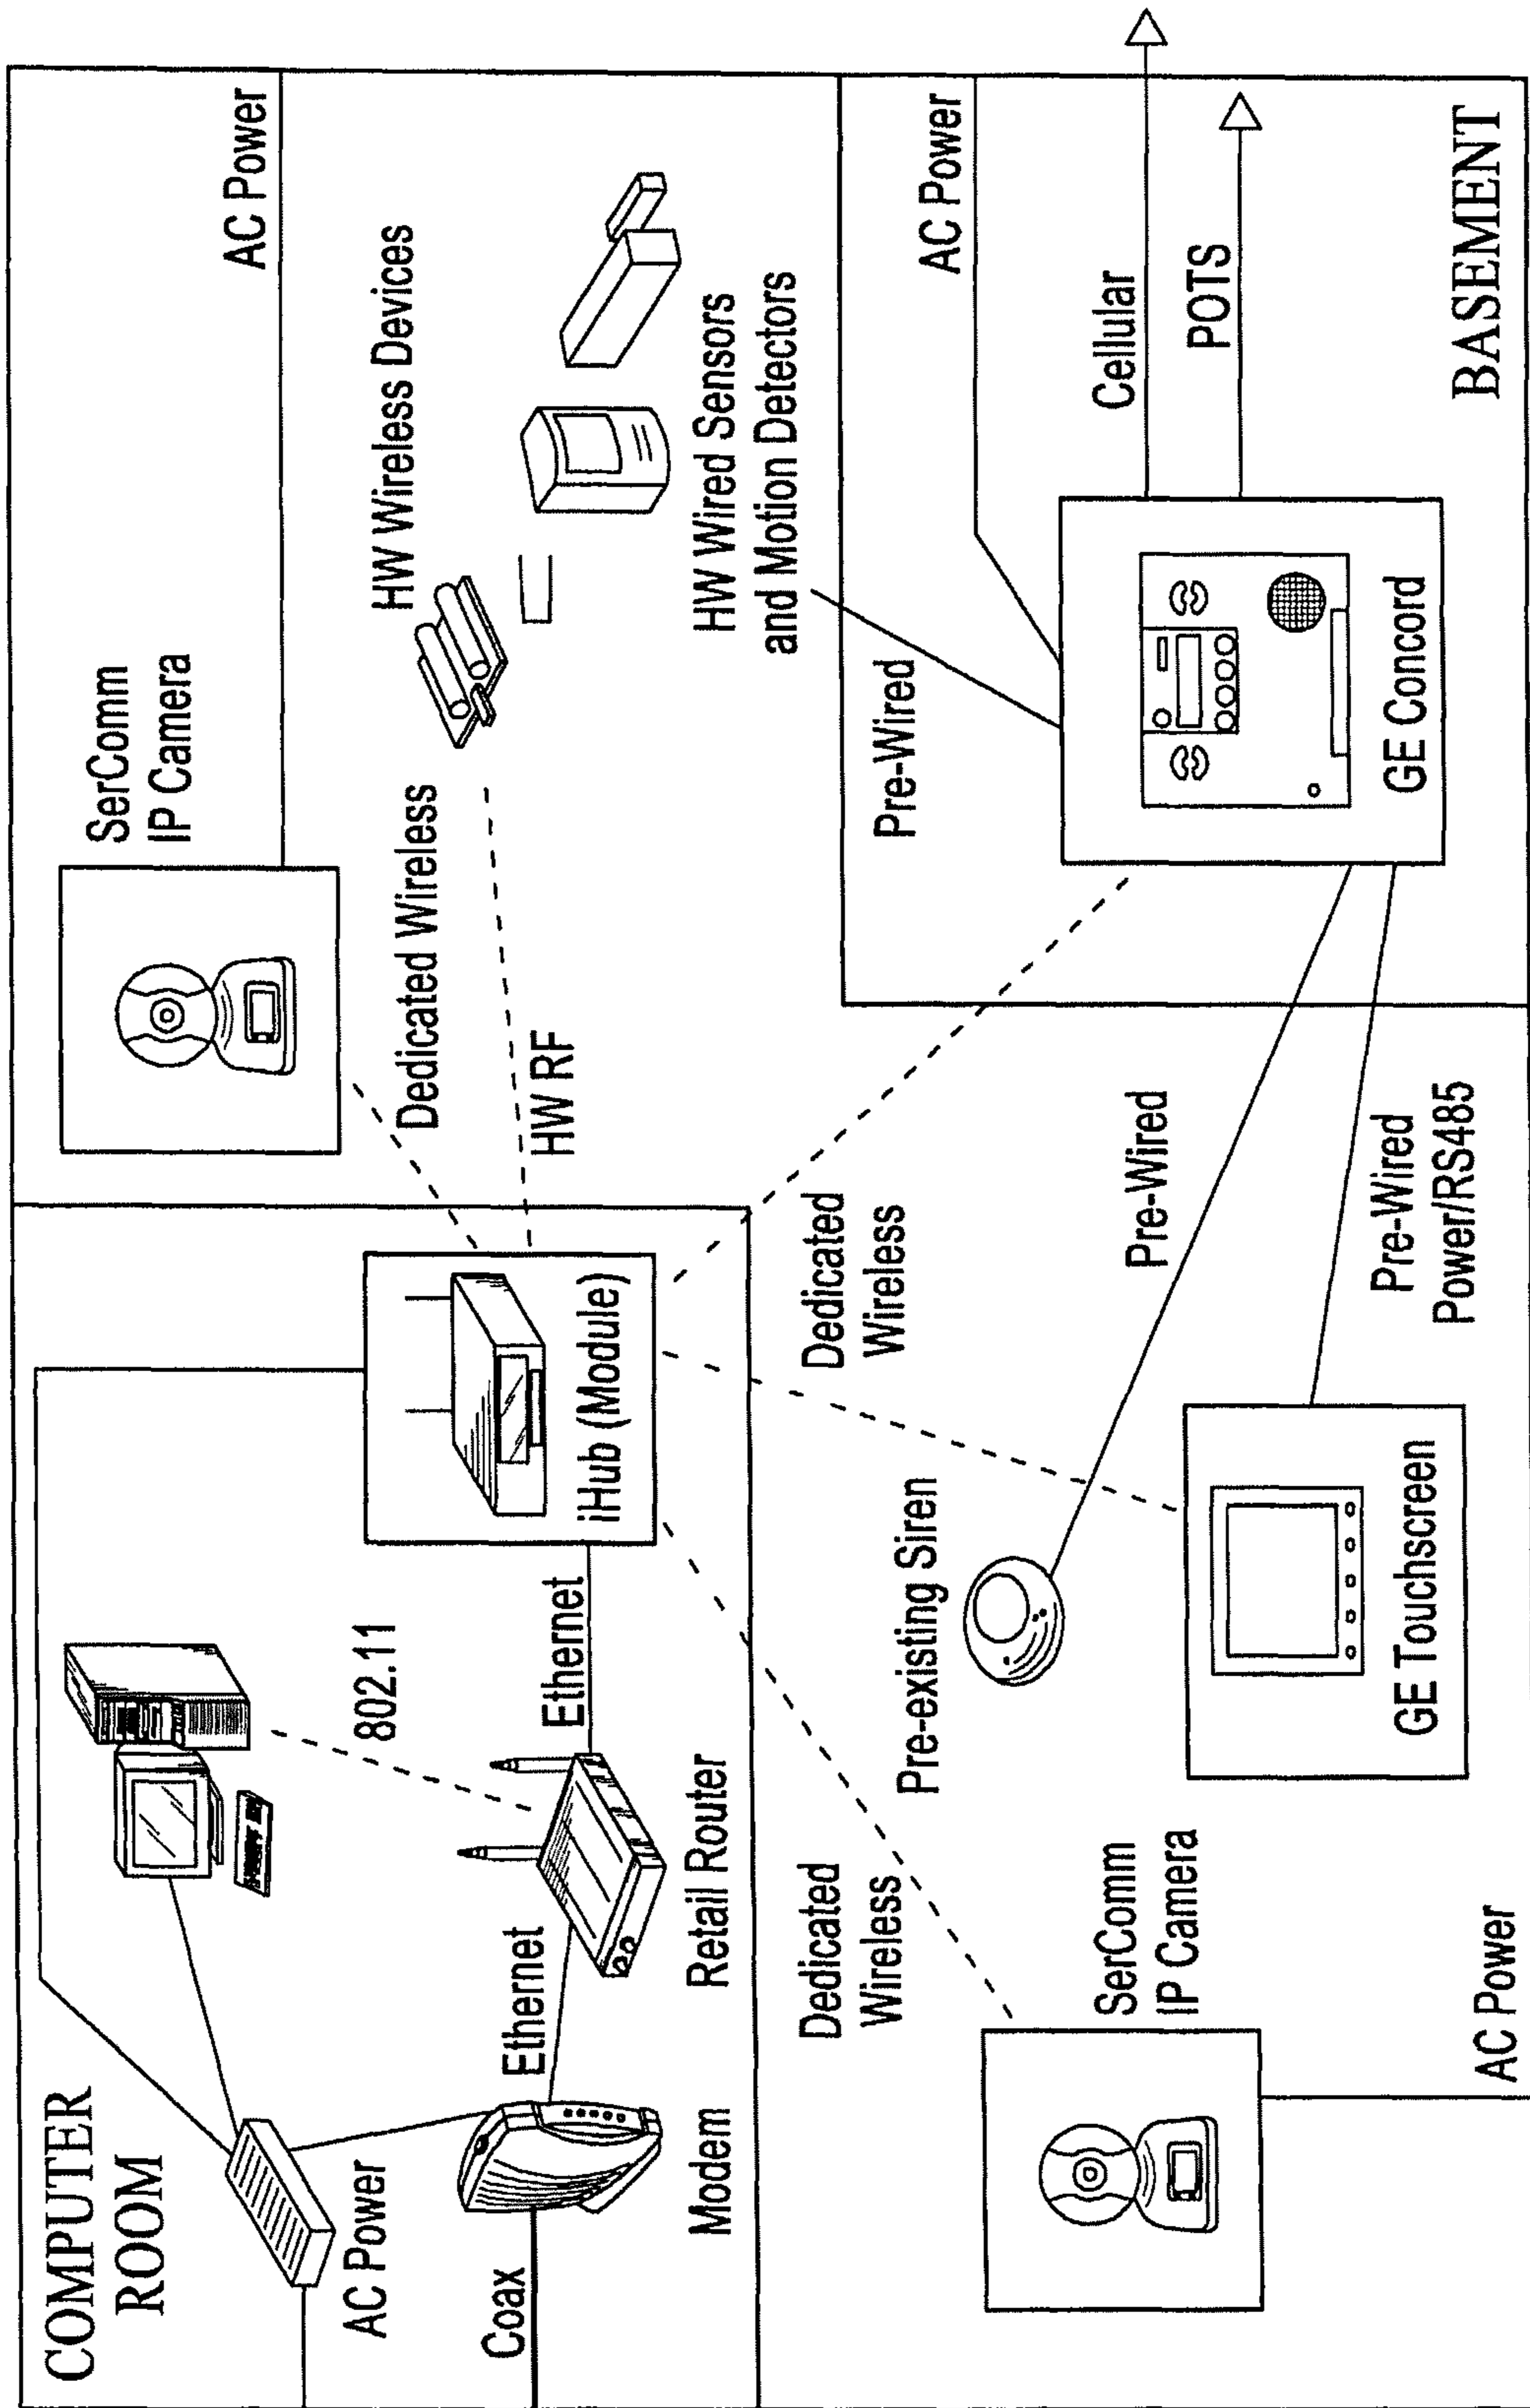 COMPUTER
ROOM
AC Power
Coax
Modem
Ethernet
Retail Router
802.11
Ethernet
iHub (Module)
SerComm
IP Camera
AC Power
Dedicated Wireless
HW RF
HW Wireless Devices
HW Wired Sensors
and Motion Detectors
Dedicated
Wireless
SerComm
IP Camera
AC Power
Pre-existing Siren
GE Touchscreen
Dedicated
Wireless
Pre-Wired
Pre-Wired
Power/RS485
Pre-Wired
AC Power
Cellular
POTS
GE Concord
BASEMENT